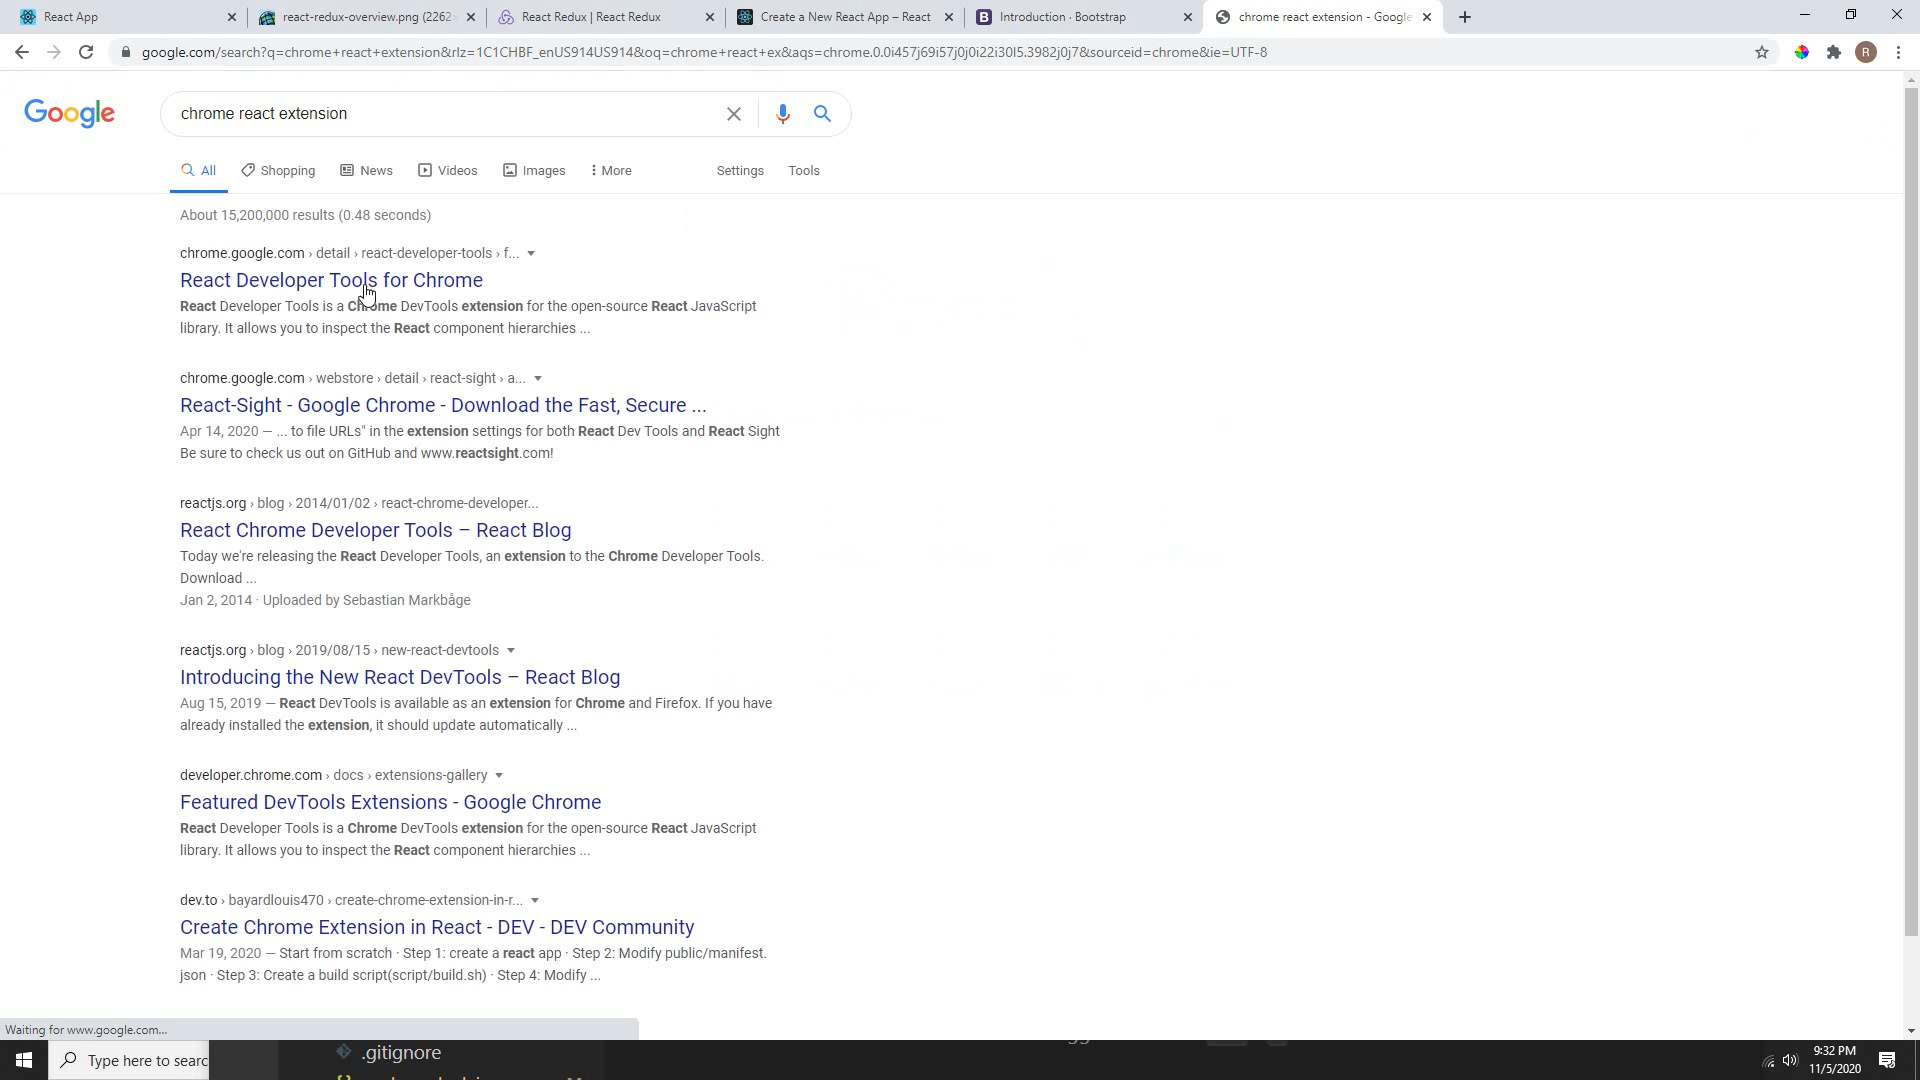 React App
react-redux-overview.png (2262
React Redux | React Redux
Create a New React App – React
Introduction · Bootstrap
chrome react extension - Google
google.com/search?q=chrome+react+extension&rlz=1C1CHBF_enUS914US914&oq=chrome+react+ex&aqs=chrome.0.0i457j69i57j0j0i22i30l5.3982j0j7&sourceid=chrome&ie=UTF-8
R
Google
chrome react extension
All
Shopping
News
Videos
Images
More
Settings
Tools
About 15,200,000 results (0.48 seconds)
chrome.google.com › detail › react-developer-tools › f...
React Developer Tools for Chrome
React Developer Tools is a Chrome DevTools extension for the open-source React JavaScript
library. It allows you to inspect the React component hierarchies ...
chrome.google.com › webstore › detail › react-sight › a...
React-Sight - Google Chrome - Download the Fast, Secure ...
Apr 14, 2020 — ... to file URLs" in the extension settings for both React Dev Tools and React Sight
Be sure to check us out on GitHub and www.reactsight.com!
reactjs.org › blog › 2014/01/02 › react-chrome-developer...
React Chrome Developer Tools – React Blog
Today we're releasing the React Developer Tools, an extension to the Chrome Developer Tools.
Download ...
Jan 2, 2014 · Uploaded by Sebastian Markbåge
reactjs.org › blog › 2019/08/15 › new-react-devtools
Introducing the New React DevTools – React Blog
Aug 15, 2019 — React DevTools is available as an extension for Chrome and Firefox. If you have
already installed the extension, it should update automatically ...
developer.chrome.com › docs › extensions-gallery
Featured DevTools Extensions - Google Chrome
React Developer Tools is a Chrome DevTools extension for the open-source React JavaScript
library. It allows you to inspect the React component hierarchies ...
dev.to › bayardlouis470 › create-chrome-extension-in-r...
Create Chrome Extension in React - DEV - DEV Community
Mar 19, 2020 — Start from scratch · Step 1: create a react app · Step 2: Modify public/manifest.
json · Step 3: Create a build script(script/build.sh) · Step 4: Modify ...
Waiting for www.google.com...
Type here to searc
.gitignore
9:32 PM
11/5/2020